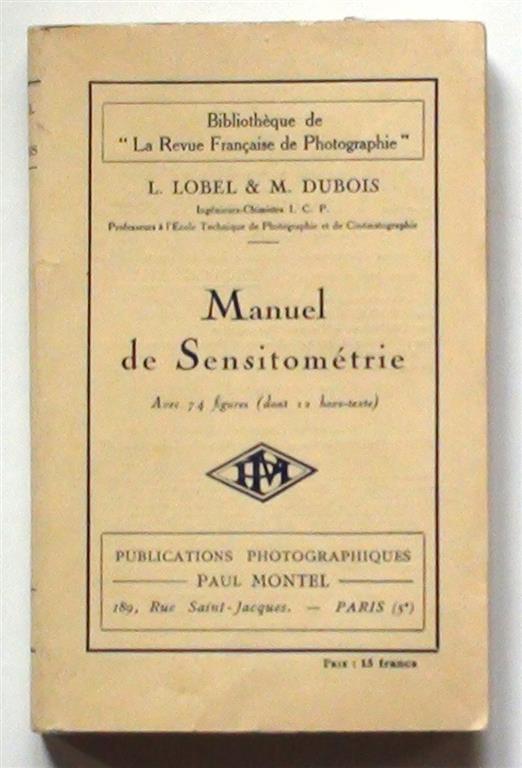 Bibliothèque de
"La Revue Française de Photographie"
L. LOBEL & M. DUBOIS
Ingénieurs-Chimistes I. C. P.
Professeurs à l'École Technique de Photographie et de Cinématographie
Manuel
de Sensitométrie
Avec 74 figures (dont 12 hors-texte)
PUBLICATIONS PHOTOGRAPHIQUES
PAUL MONTEL
189, Rue Saint-Jacques. — PARIS (5e)
PRIX : 15 francs